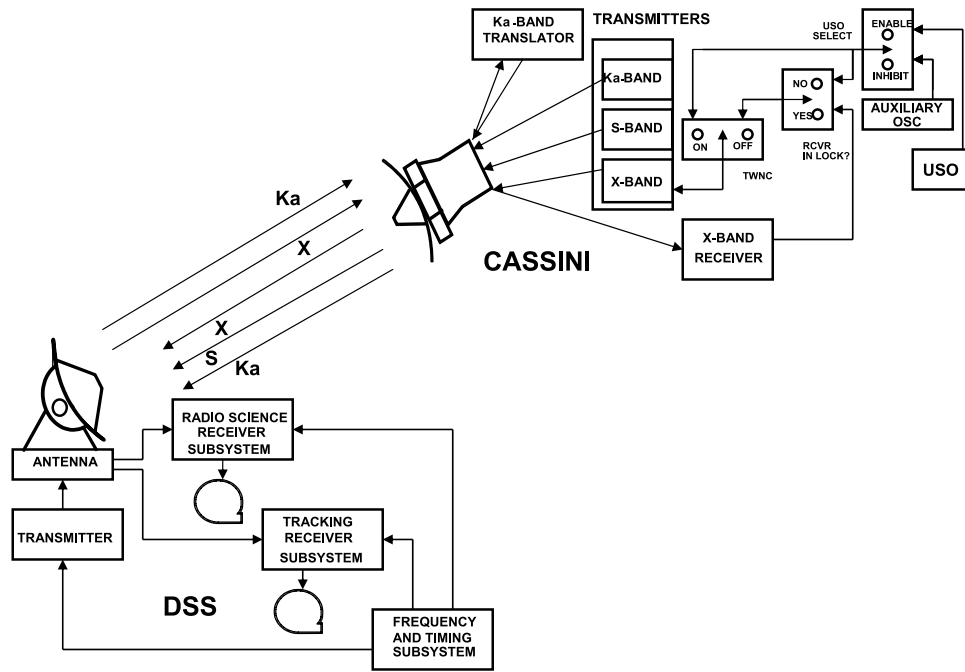 Ka-BAND
TRANSLATOR
TRANSMITTERS
Ka-BAND
S-BAND
X-BAND
USO
SELECT
ENABLE
INHIBIT
NO
YES
AUXILIARY
OSC
ON
OFF
RCVR
IN LOCK?
TWNC
USO
X-BAND
RECEIVER
CASSINI
Ka
X
X
S
Ka
ANTENNA
RADIO SCIENCE
RECEIVER
SUBSYSTEM
TRANSMITTER
TRACKING
RECEIVER
SUBSYSTEM
DSS
FREQUENCY
AND TIMING
SUBSYSTEM